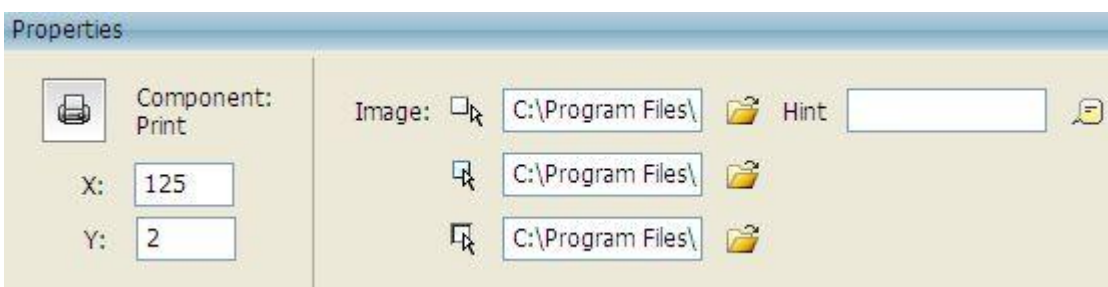 Properties
Component:
Print
X: 125
Y: 2
Image: C:\Program Files\ Hint
C:\Program Files\
C:\Program Files\